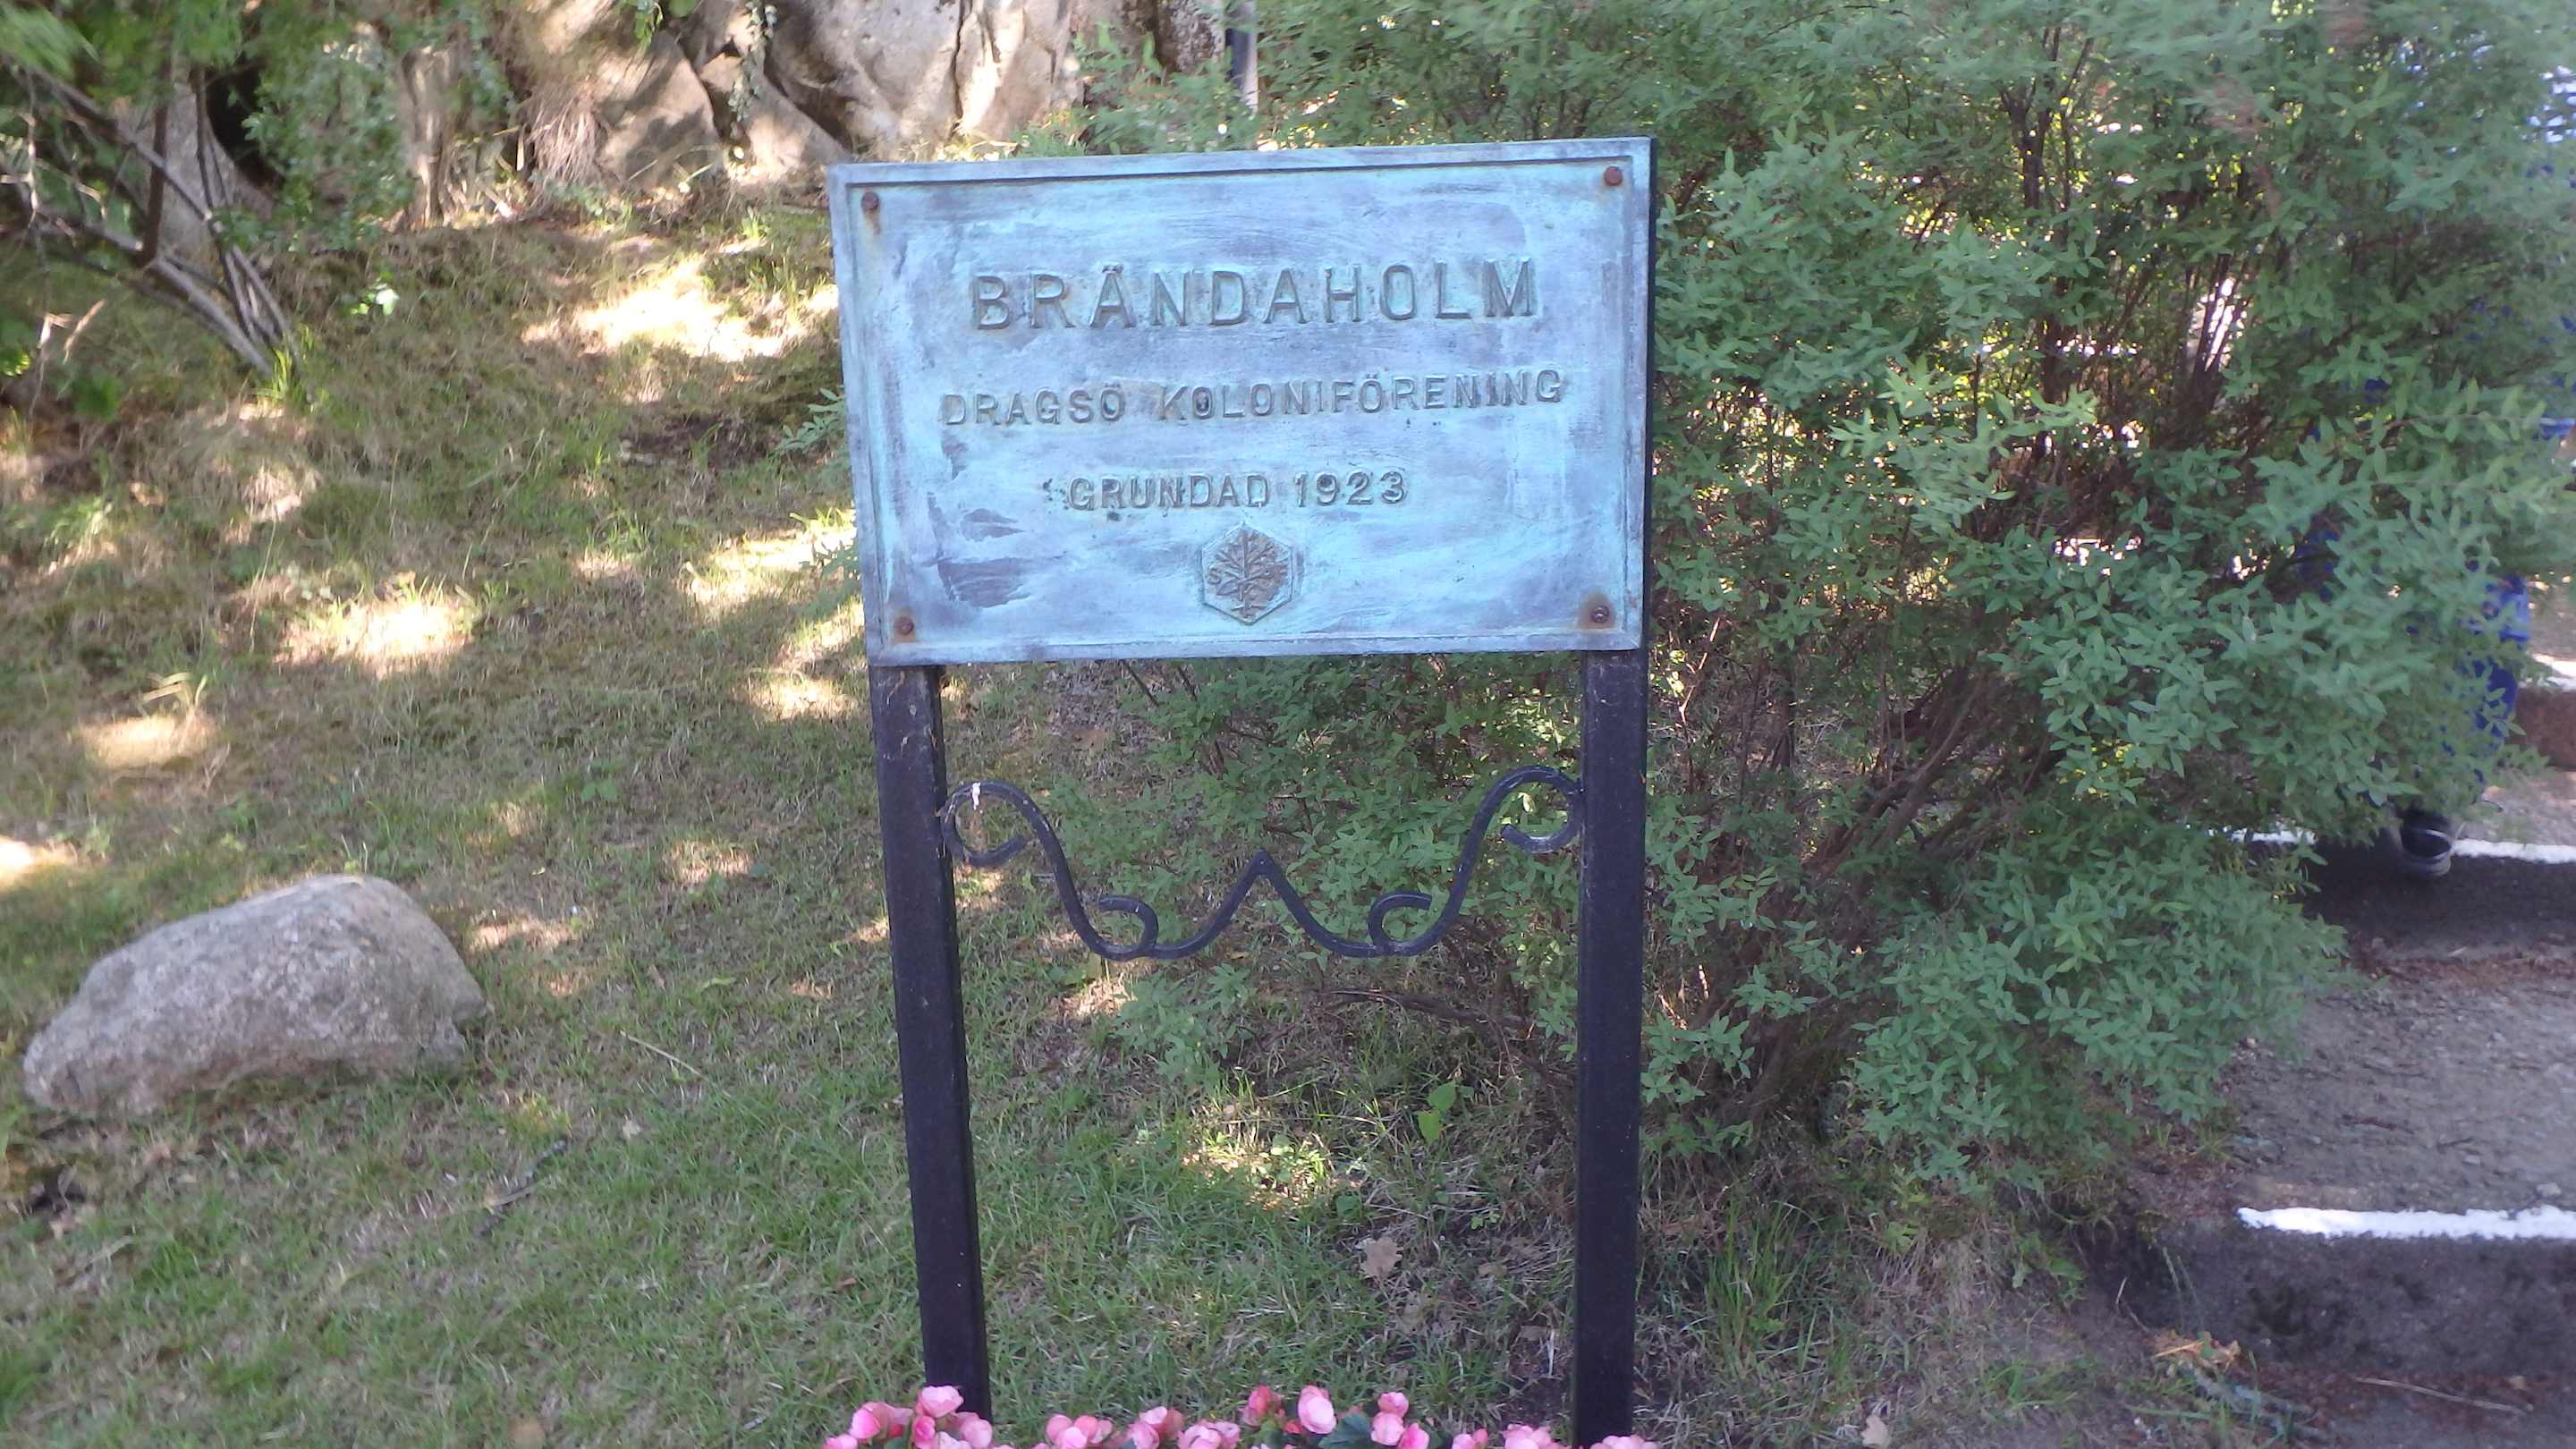 BRÄNDAHOLM
DRAGSÖ KOLONIFÖRENING
GRUNDAD 1923